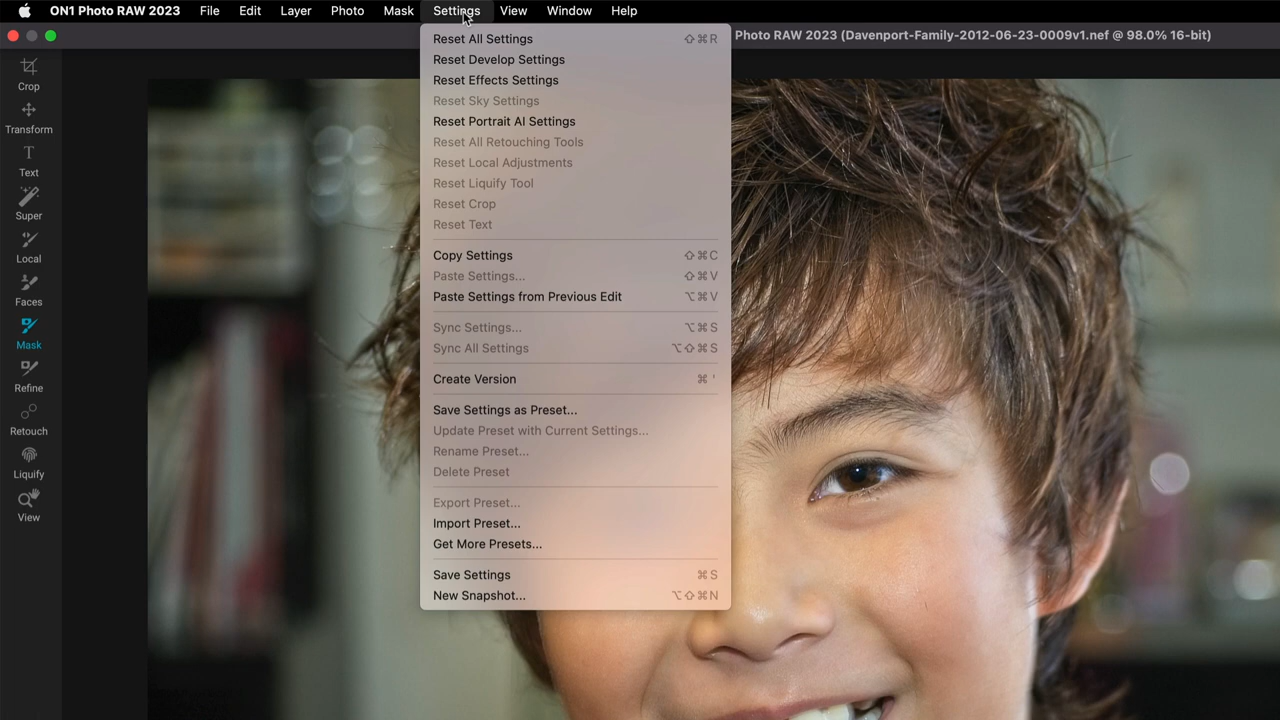 ON1 Photo RAW 2023 File Edit Layer Photo Mask Settings View Window Help
Photo RAW 2023 (Davenport-Family-2012-06-23-0009v1.nef @ 98.0% 16-bit)
Crop
Transform
Text
Super
Local
Faces
Mask
Refine
Retouch
Liquify
View
Reset All Settings ⇧⌘R
Reset Develop Settings
Reset Effects Settings
Reset Sky Settings
Reset Portrait AI Settings
Reset All Retouching Tools
Reset Local Adjustments
Reset Liquify Tool
Reset Crop
Reset Text
Copy Settings ⇧⌘C
Paste Settings... ⇧⌘V
Paste Settings from Previous Edit ⌥⌘V
Sync Settings... ⌥⌘S
Sync All Settings ⌥⇧⌘S
Create Version ⌘'
Save Settings as Preset...
Update Preset with Current Settings...
Rename Preset...
Delete Preset
Export Preset...
Import Preset...
Get More Presets...
Save Settings ⌘S
New Snapshot... ⌥⇧⌘N